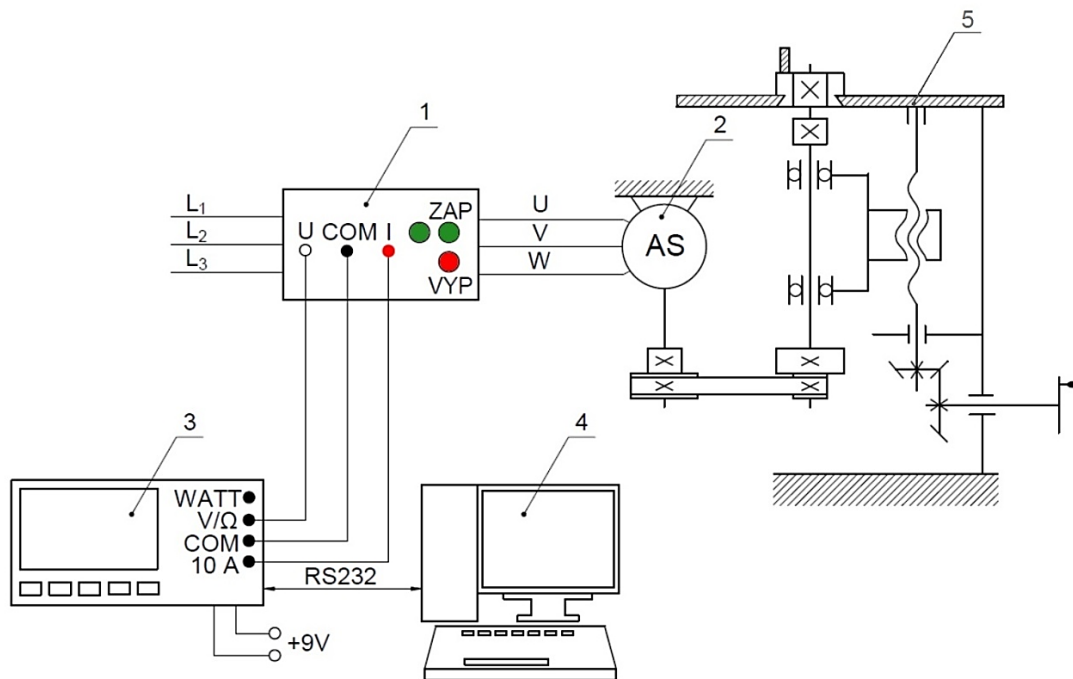 5
1
2
L₁
L₂
L₃
U COM I
ZAP
VYP
U
V
W
AS
3
4
WATT
V/Ω
COM
10 A
RS232
+9V